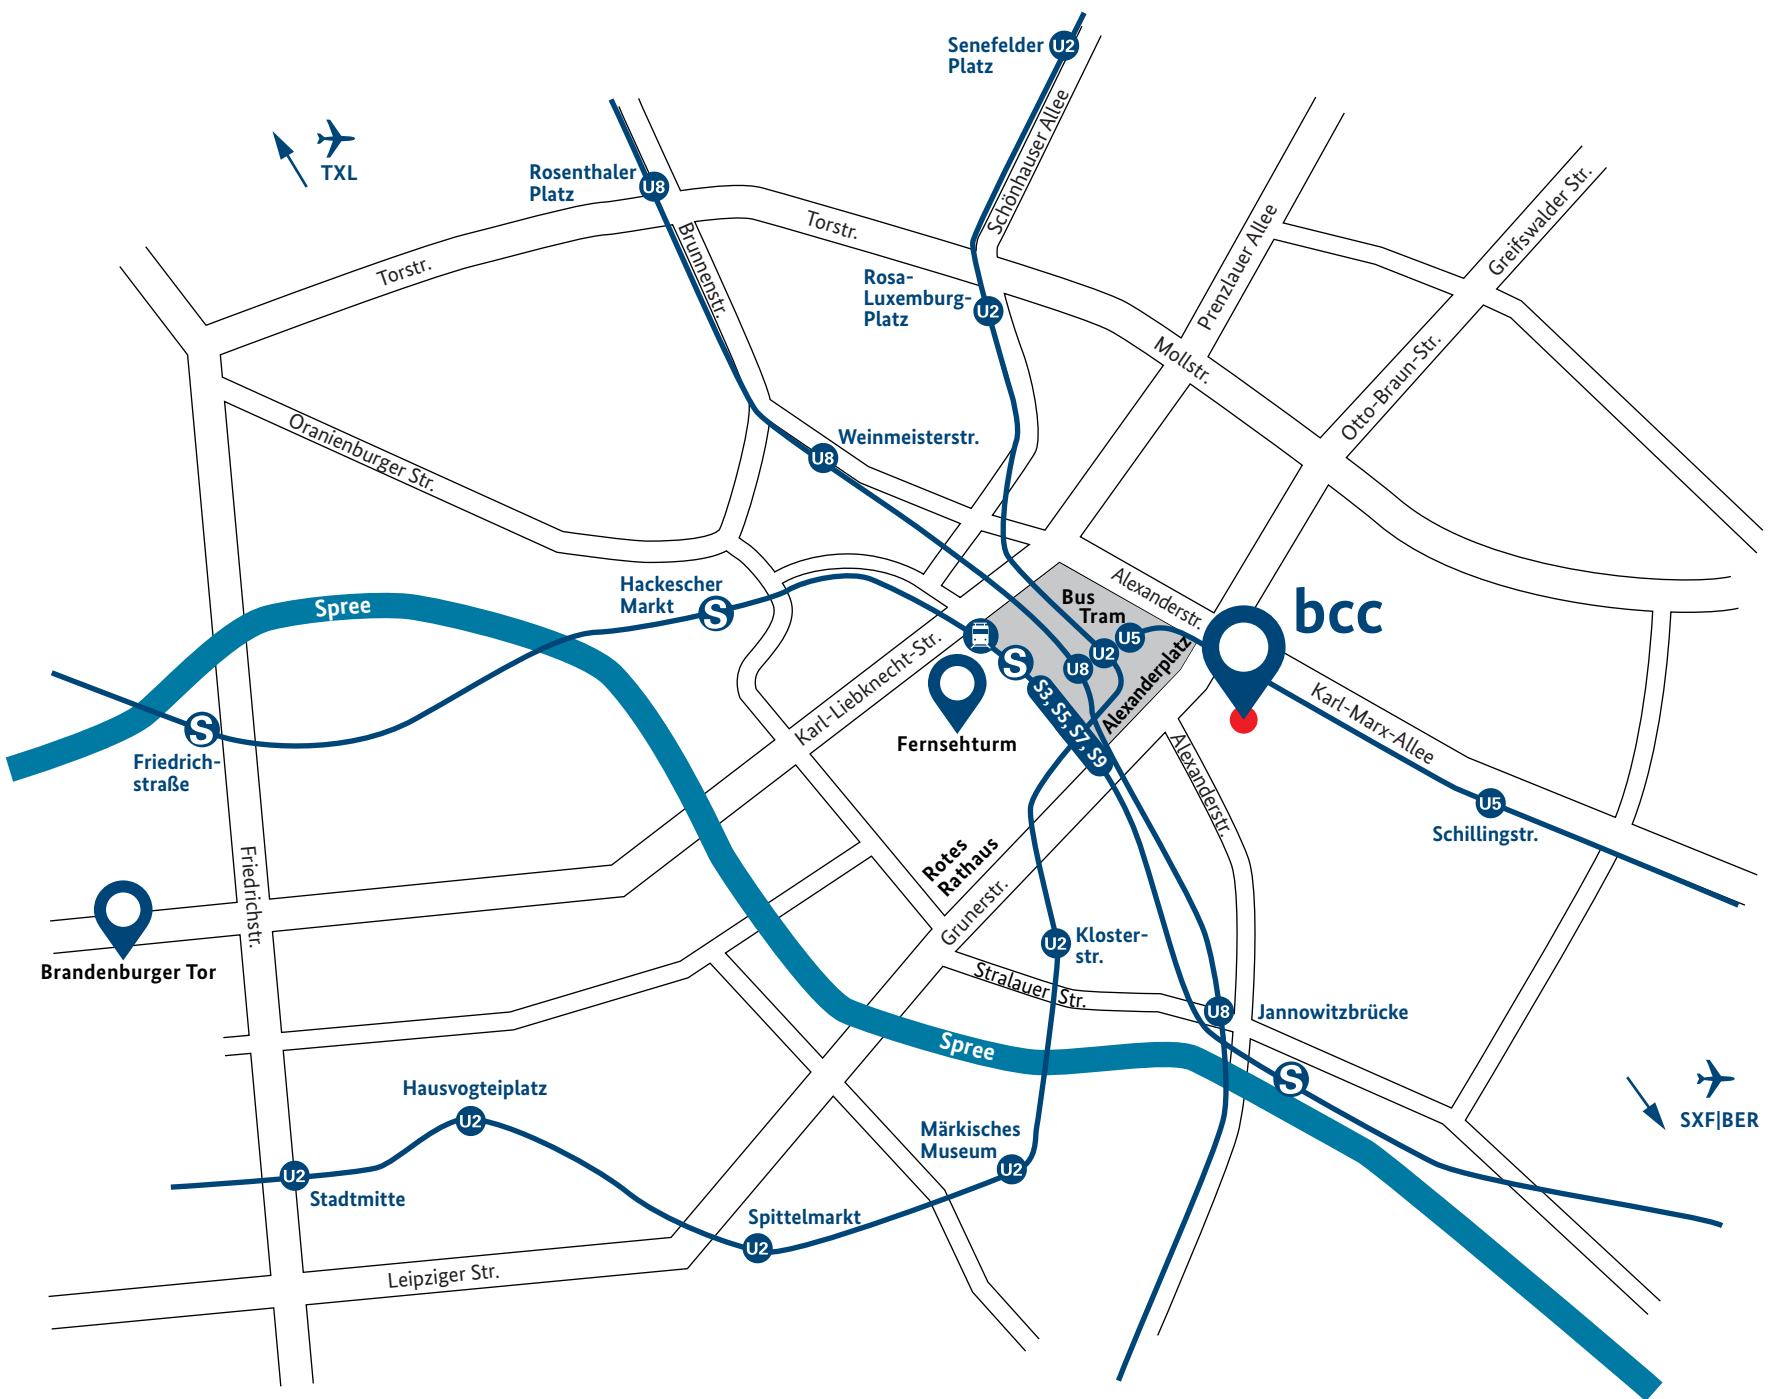 Senefelder
Platz
U2
Schönhauser Allee
TXL
Rosenthaler
Platz
U8
Brunnenstr.
Torstr.
Torstr.
Rosa-
Luxemburg-
Platz
U2
Prenzlauer Allee
Greifswalder Str.
Mollstr.
Otto-Braun-Str.
Oranienburger Str.
Weinmeisterstr.
U8
Hackescher
Markt
S
Spree
Alexanderstr.
Bus
Tram
U5
U2
U8
Alexanderplatz
bcc
S
S3, S5, S7, S9
Karl-Liebknecht-Str.
Fernsehturm
Karl-Marx-Allee
Alexanderstr.
U5
Schillingstr.
S
Friedrich-
straße
Friedrichstr.
Brandenburger Tor
Rotes
Rathaus
Grunerstr.
U2
Kloster-
str.
Stralauer Str.
U8
Jannowitzbrücke
Spree
S
SXF|BER
Hausvogteiplatz
U2
Märkisches
Museum
U2
U2
Stadtmitte
Spittelmarkt
U2
Leipziger Str.